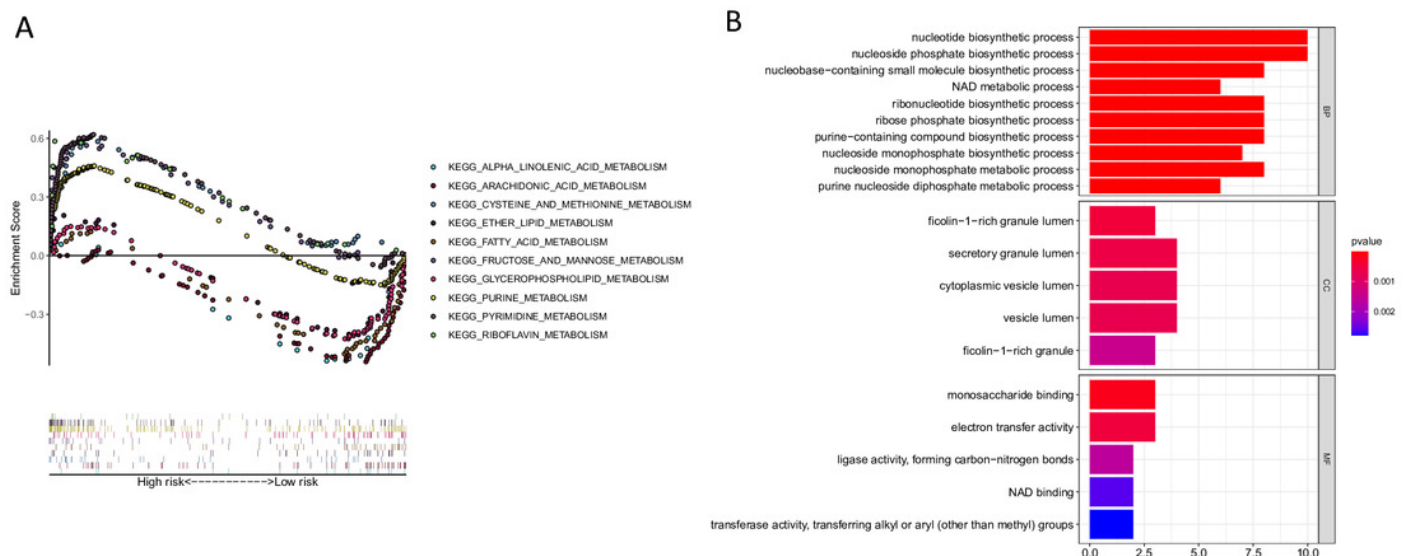 A
Enrichment Score
0.6
0.3
0.0
−0.3
KEGG_ALPHA_LINOLENIC_ACID_METABOLISM
KEGG_ARACHIDONIC_ACID_METABOLISM
KEGG_CYSTEINE_AND_METHIONINE_METABOLISM
KEGG_ETHER_LIPID_METABOLISM
KEGG_FATTY_ACID_METABOLISM
KEGG_FRUCTOSE_AND_MANNOSE_METABOLISM
KEGG_GLYCEROPHOSPHOLIPID_METABOLISM
KEGG_PURINE_METABOLISM
KEGG_PYRIMIDINE_METABOLISM
KEGG_RIBOFLAVIN_METABOLISM
High risk<−−−−−−−−−−−>Low risk
B
nucleotide biosynthetic process
nucleoside phosphate biosynthetic process
nucleobase−containing small molecule biosynthetic process
NAD metabolic process
ribonucleotide biosynthetic process
ribose phosphate biosynthetic process
purine−containing compound biosynthetic process
nucleoside monophosphate biosynthetic process
nucleoside monophosphate metabolic process
purine nucleoside diphosphate metabolic process
BP
ficolin−1−rich granule lumen
secretory granule lumen
cytoplasmic vesicle lumen
vesicle lumen
ficolin−1−rich granule
CC
monosaccharide binding
electron transfer activity
ligase activity, forming carbon−nitrogen bonds
NAD binding
transferase activity, transferring alkyl or aryl (other than methyl) groups
MF
0.0 2.5 5.0 7.5 10.0
pvalue
0.001
0.002